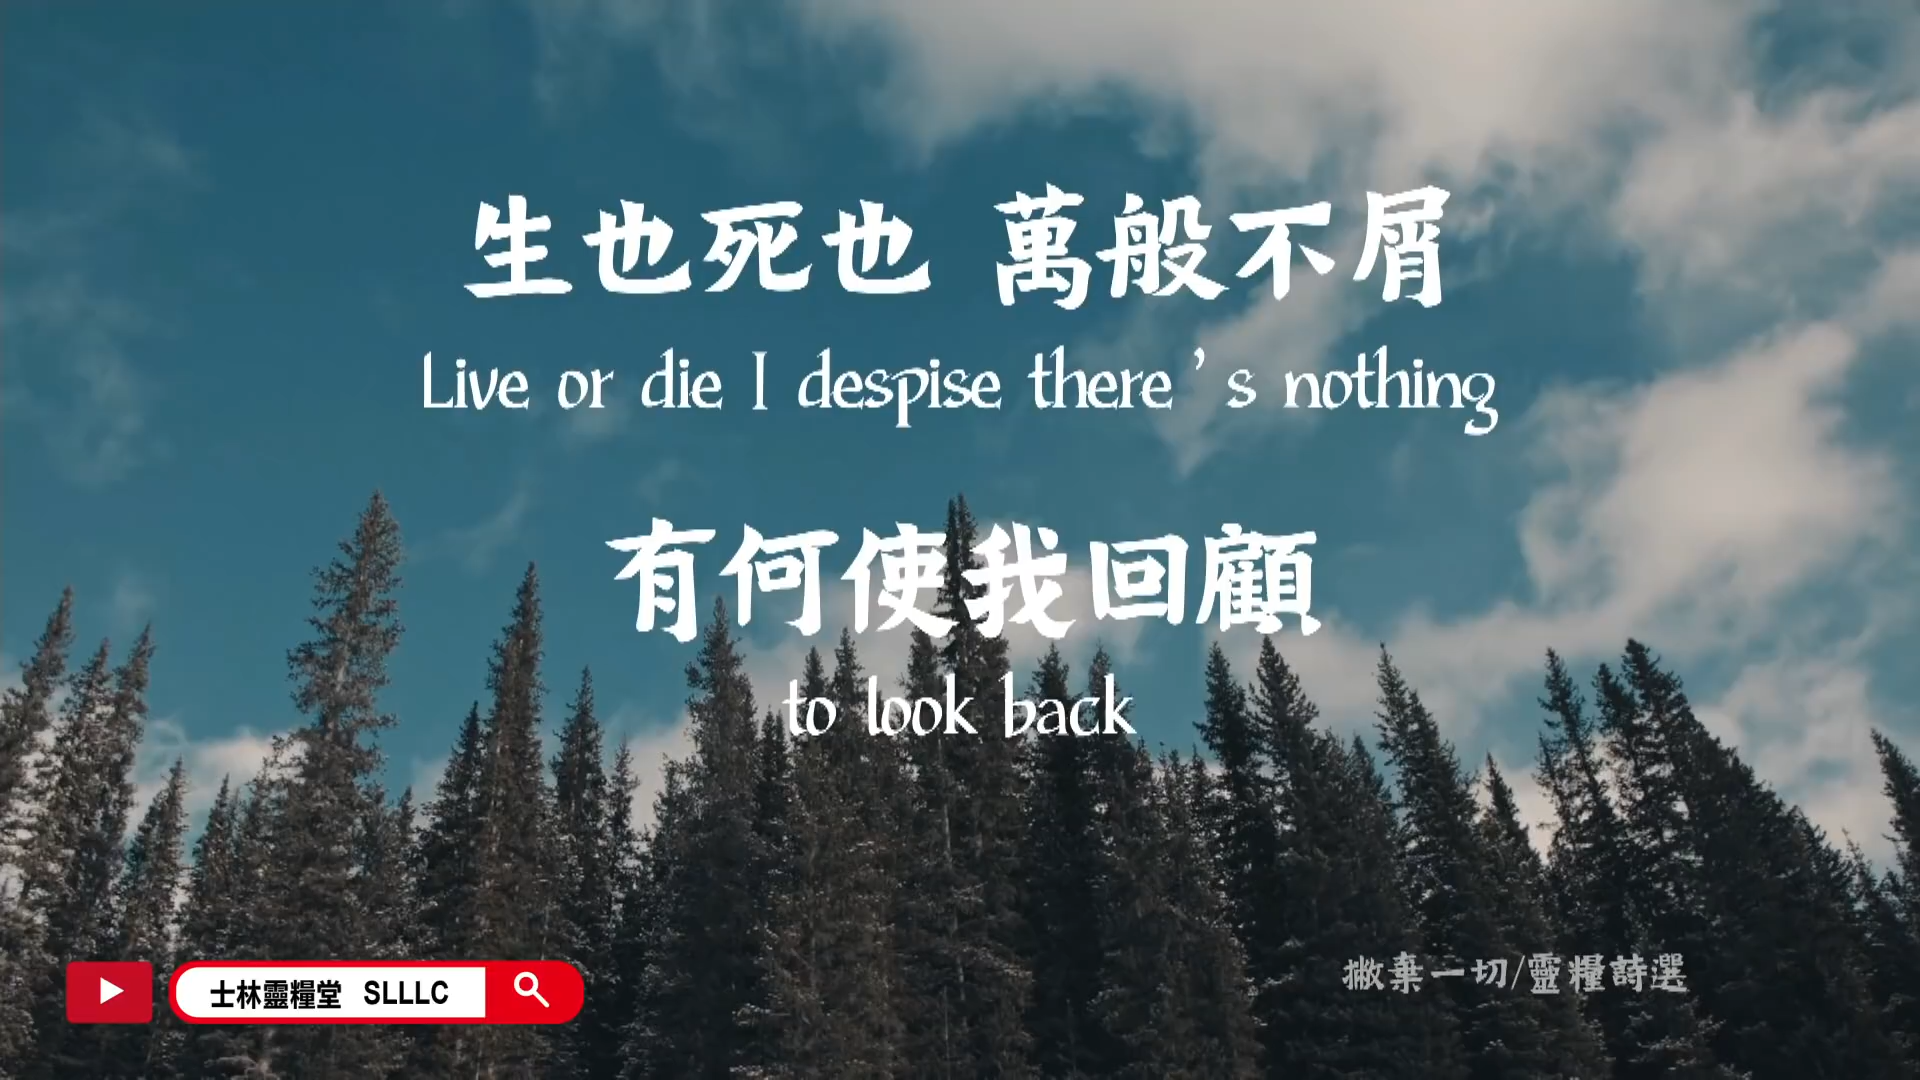 生也死也 萬般不屑
Live or die I despise there's nothing
有何使我回顧
to look back
士林靈糧堂 SLLLC
撇棄一切/靈糧詩選